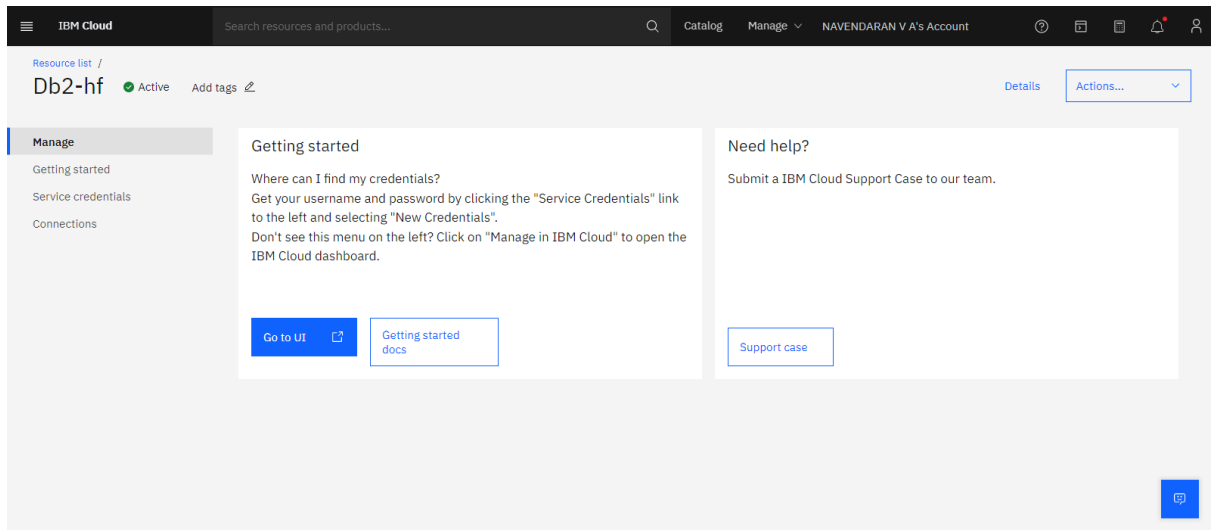 IBM Cloud
Search resources and products...
Catalog
Manage
NAVENDARAN V A's Account
Resource list /
Db2-hf
Active
Add tags
Details
Actions...
Manage
Getting started
Service credentials
Connections
Getting started
Where can I find my credentials?
Get your username and password by clicking the "Service Credentials" link
to the left and selecting "New Credentials".
Don't see this menu on the left? Click on "Manage in IBM Cloud" to open the
IBM Cloud dashboard.
Go to UI
Getting started
docs
Need help?
Submit a IBM Cloud Support Case to our team.
Support case